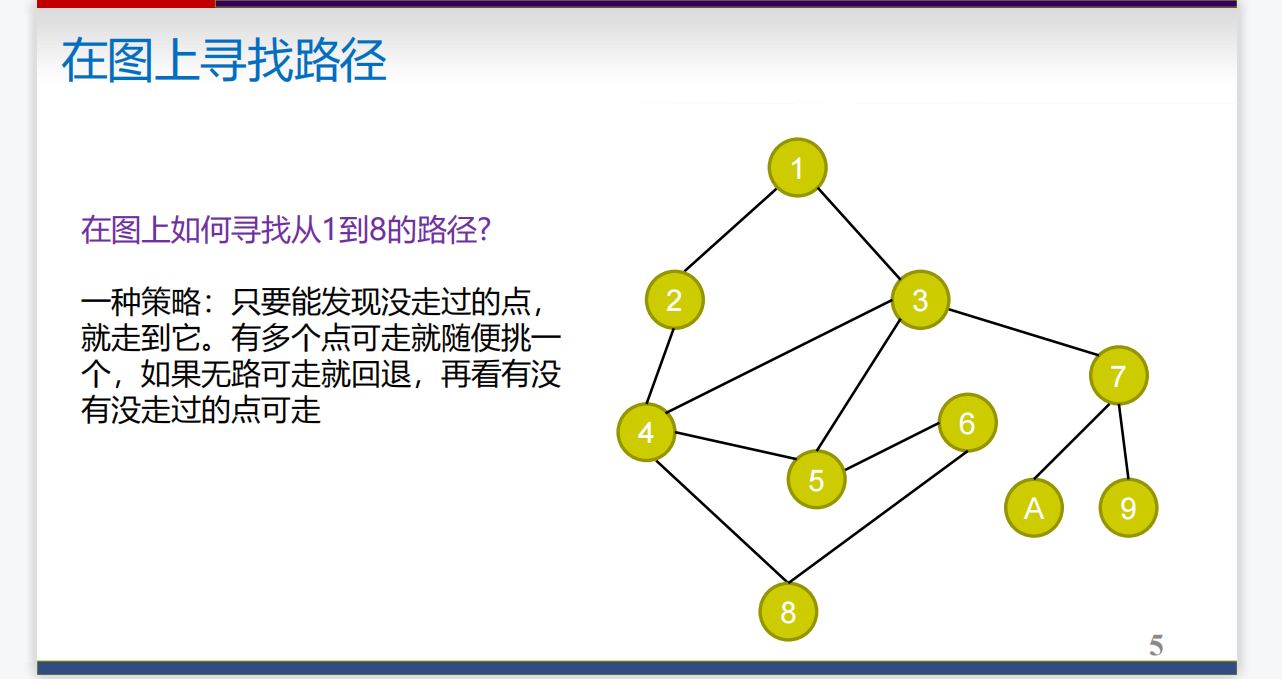 在图上寻找路径
在图上如何寻找从1到8的路径?
一种策略：只要能发现没走过的点，
就走到它。有多个点可走就随便挑一
个，如果无路可走就回退，再看有没
有没走过的点可走
1
2
3
7
4
6
5
A
9
8
5